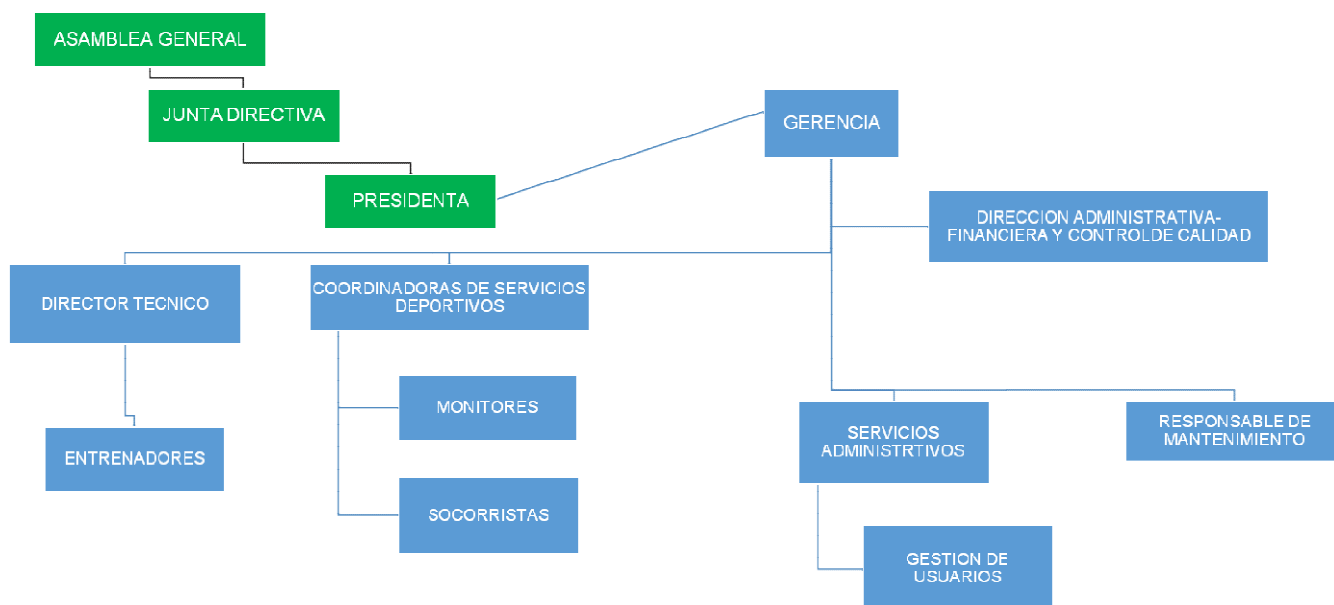 ASAMBLEA GENERAL
JUNTA DIRECTIVA
GERENCIA
PRESIDENTA
DIRECCION ADMINISTRATIVA-
FINANCIERA Y CONTROLDE CALIDAD
DIRECTOR TECNICO
COORDINADORAS DE SERVICIOS
DEPORTIVOS
MONITORES
SERVICIOS
ADMINISTRTIVOS
RESPONSABLE DE
MANTENIMIENTO
ENTRENADORES
SOCORRISTAS
GESTION DE
USUARIOS